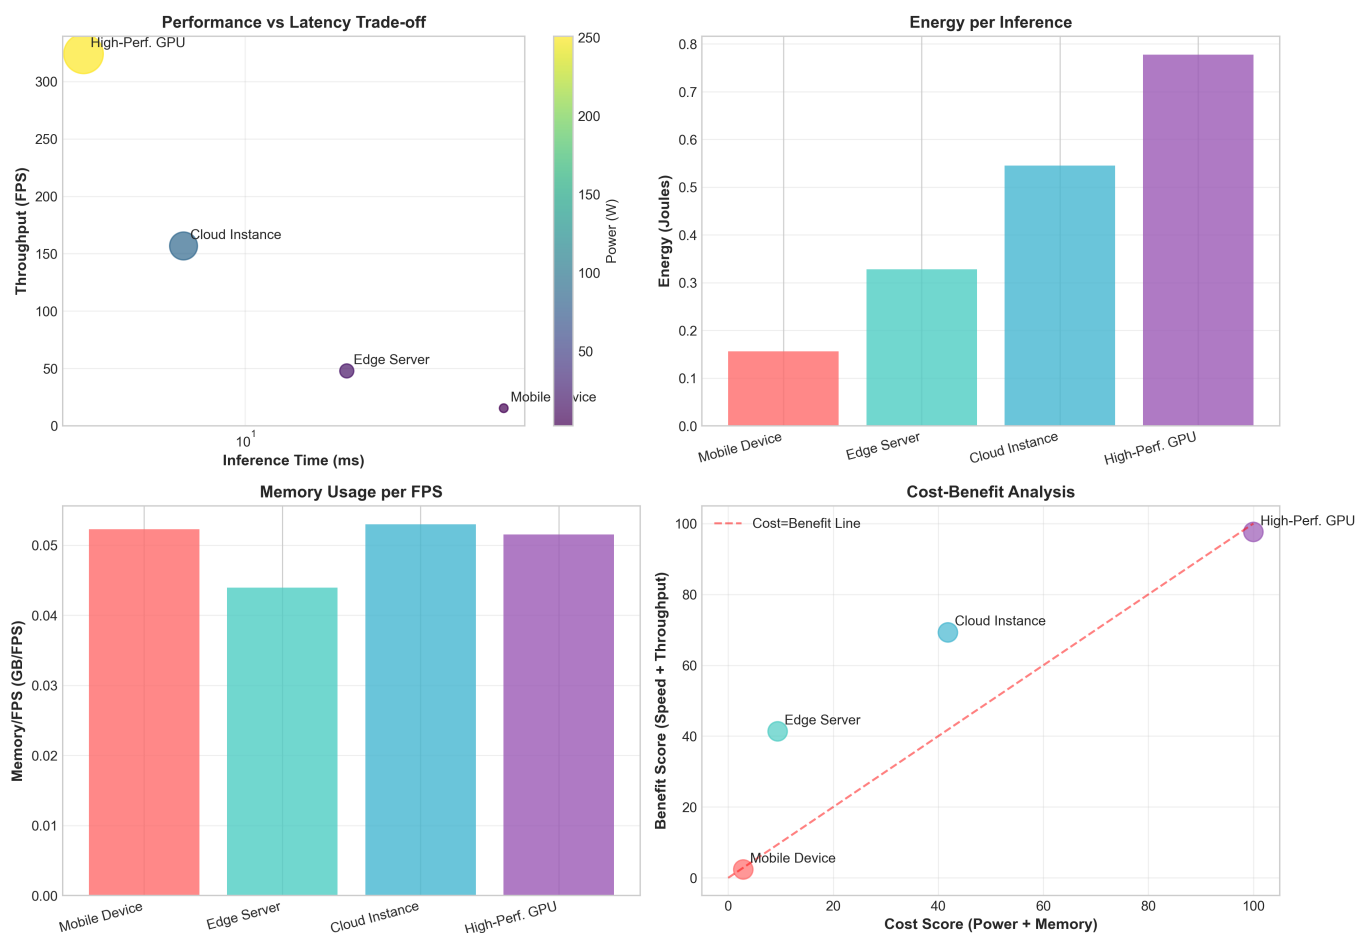 Performance vs Latency Trade-off
High-Perf. GPU
Cloud Instance
Edge Server
Mobile Device
300
250
200
150
100
50
0
Throughput (FPS)
10¹
Inference Time (ms)
250
200
150
100
50
Power (W)
Energy per Inference
0.8
0.7
0.6
0.5
0.4
0.3
0.2
0.1
0.0
Energy (Joules)
Mobile Device
Edge Server
Cloud Instance
High-Perf. GPU
Memory Usage per FPS
0.05
0.04
0.03
0.02
0.01
0.00
Memory/FPS (GB/FPS)
Mobile Device
Edge Server
Cloud Instance
High-Perf. GPU
Cost-Benefit Analysis
Cost=Benefit Line
High-Perf. GPU
Cloud Instance
Edge Server
Mobile Device
100
80
60
40
20
0
Benefit Score (Speed + Throughput)
0
20
40
60
80
100
Cost Score (Power + Memory)